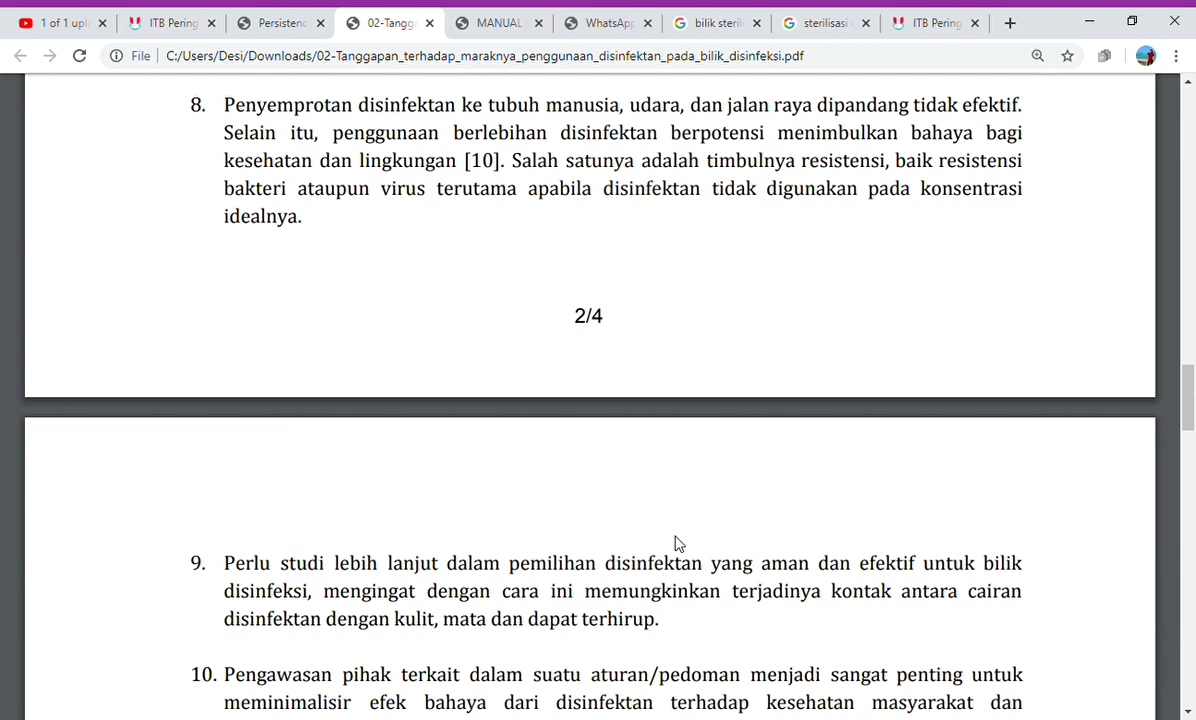 1 of 1 uplo
ITB Pering
Persistenc
02-Tangga
MANUAL
WhatsApp
bilik steril
sterilisasi
ITB Pering
File
C:/Users/Desi/Downloads/02-Tanggapan_terhadap_maraknya_penggunaan_disinfektan_pada_bilik_disinfeksi.pdf
8. Penyemprotan disinfektan ke tubuh manusia, udara, dan jalan raya dipandang tidak efektif.
Selain itu, penggunaan berlebihan disinfektan berpotensi menimbulkan bahaya bagi
kesehatan dan lingkungan [10]. Salah satunya adalah timbulnya resistensi, baik resistensi
bakteri ataupun virus terutama apabila disinfektan tidak digunakan pada konsentrasi
idealnya.
2/4
9. Perlu studi lebih lanjut dalam pemilihan disinfektan yang aman dan efektif untuk bilik
disinfeksi, mengingat dengan cara ini memungkinkan terjadinya kontak antara cairan
disinfektan dengan kulit, mata dan dapat terhirup.
10. Pengawasan pihak terkait dalam suatu aturan/pedoman menjadi sangat penting untuk
meminimalisir efek bahaya dari disinfektan terhadap kesehatan masyarakat dan